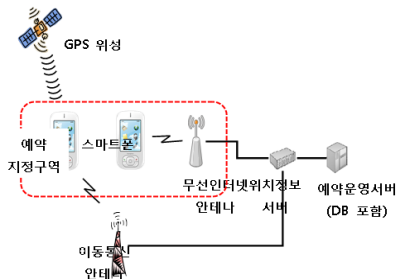 GPS 위성
예약
지정구역
스마트폰
무선인터넷
안테나
위치정보
서버
예약운영서버
(DB 포함)
이동통신
안테나